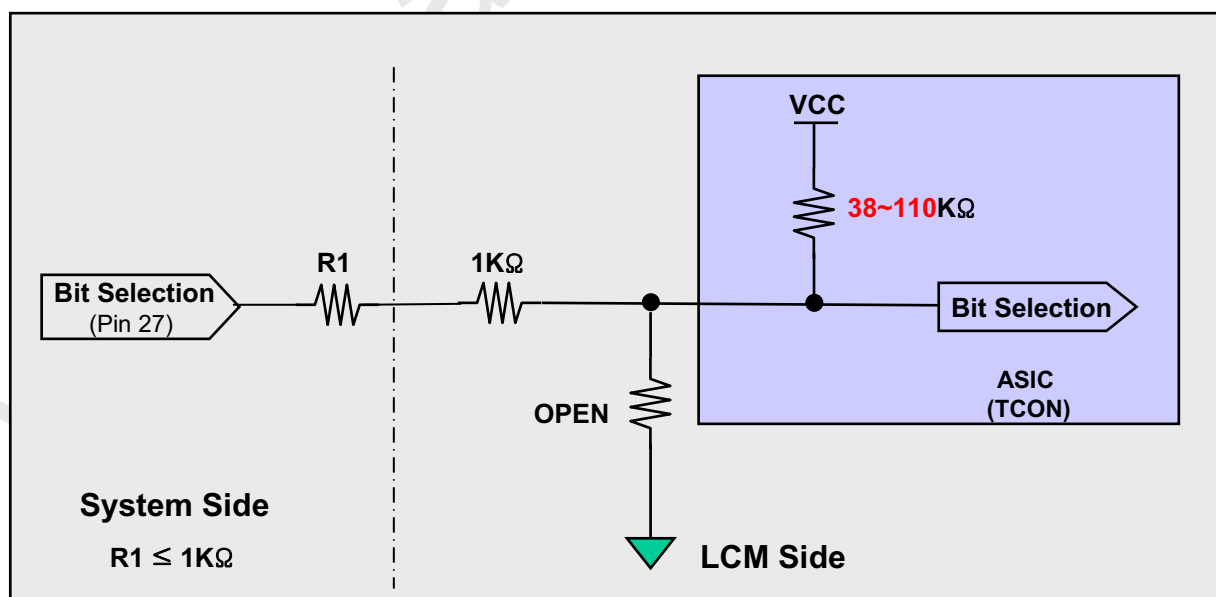 VCC
38~110KΩ
R1
1KΩ
Bit Selection
(Pin 27)
Bit Selection
OPEN
ASIC
(TCON)
System Side
R1 ≤ 1KΩ
LCM Side